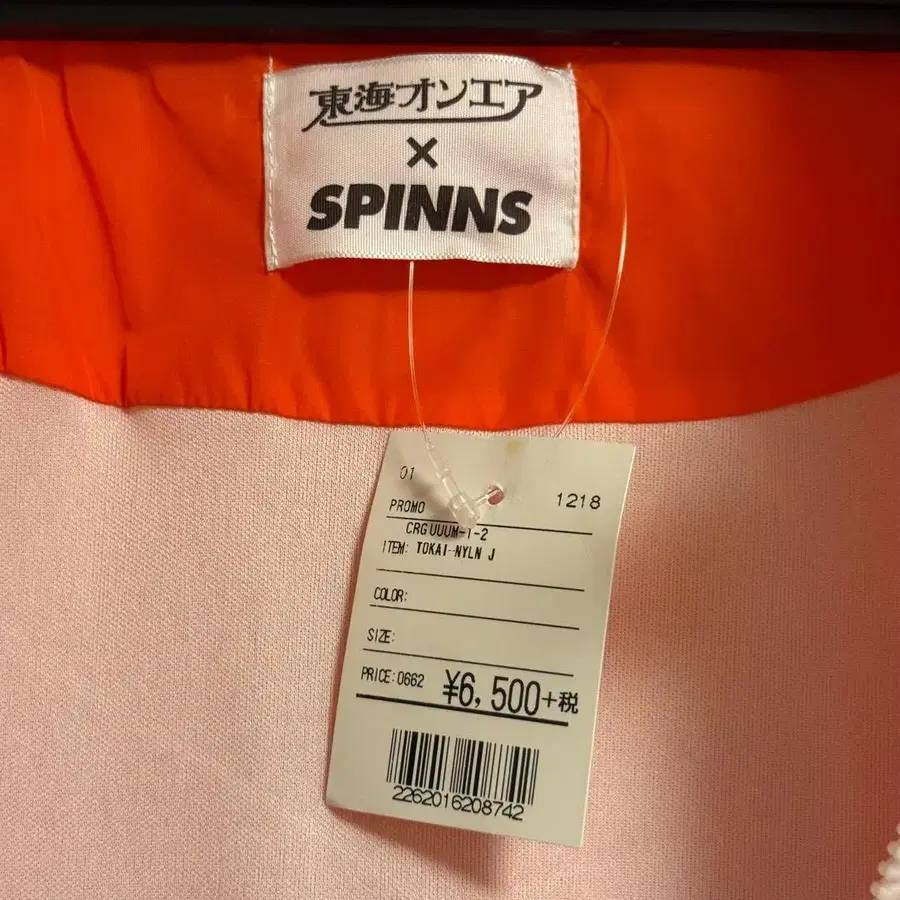 東海オンエア
×
SPINNS
01
1218
PROMO
CRGUUUM-1-2
ITEM: TOKAI-NYLN J
COLOR:
SIZE:
PRICE:0662 ¥6,500+税
2262016208742